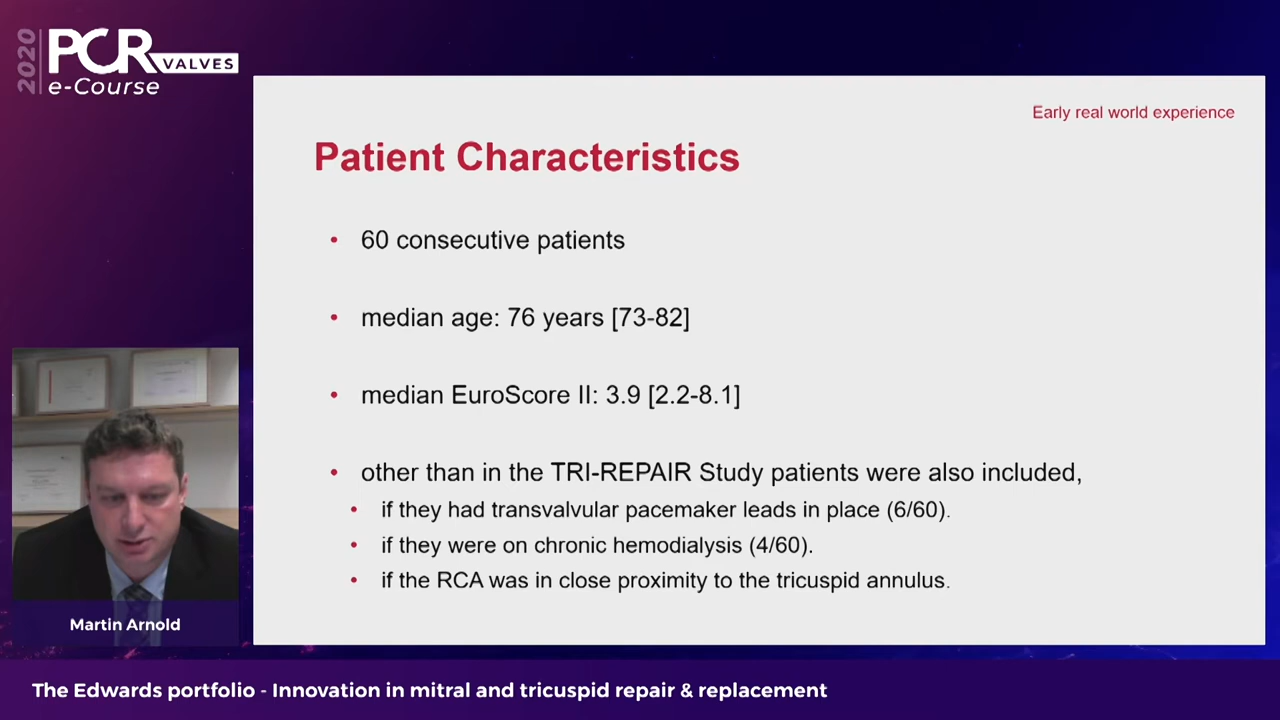 2020
PCR
VALVES
e-Course
Early real world experience
Patient Characteristics
• 60 consecutive patients
• median age: 76 years [73-82]
• median EuroScore II: 3.9 [2.2-8.1]
• other than in the TRI-REPAIR Study patients were also included,
• if they had transvalvular pacemaker leads in place (6/60).
• if they were on chronic hemodialysis (4/60).
• if the RCA was in close proximity to the tricuspid annulus.
Martin Arnold
The Edwards portfolio - Innovation in mitral and tricuspid repair & replacement